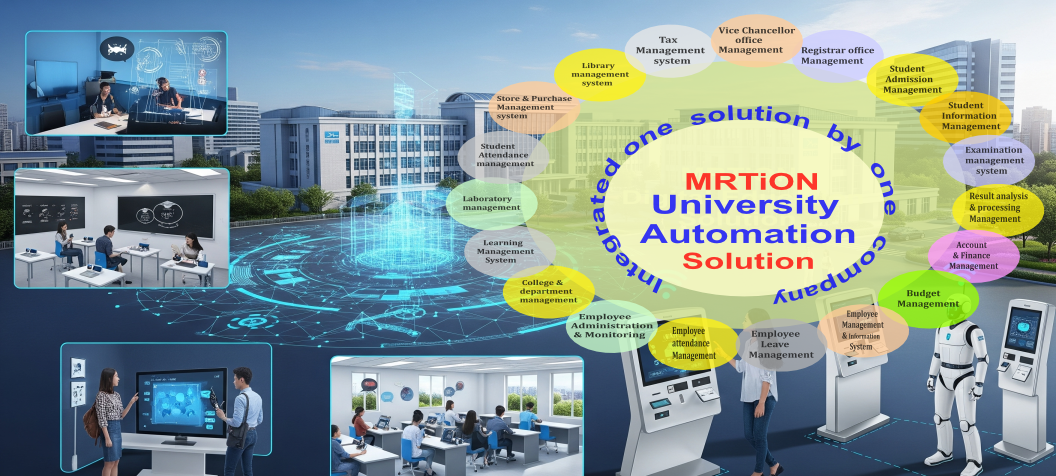 Vice Chancellor
office
Management
Registrar office
Management
Student
Admission
Management
Student
Information
Management
Examination
management
system
Result analysis
& processing
Management
Account
& Finance
Management
Budget
Management
Employee
Management
& Information
System
Employee
Leave
Management
Employee
attendance
Management
Employee
Administration
& Monitoring
College &
department
management
Learning
Management
System
Laboratory
management
Student
Attendance
management
Store & Purchase
Management
system
Library
management
system
Tax
Management
system
Integrated one solution by one company
MRTiON
University
Automation
Solution